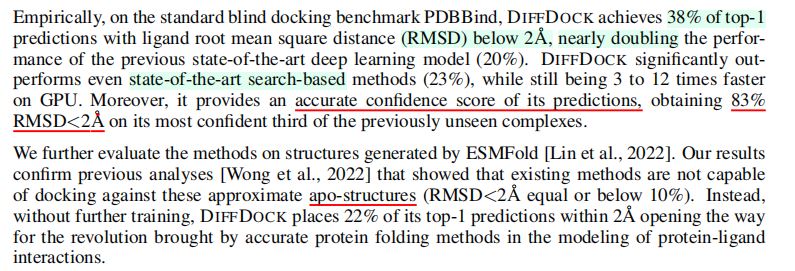 Empirically, on the standard blind docking benchmark PDBBind, DIFFDOCK achieves 38% of top-1
predictions with ligand root mean square distance (RMSD) below 2Å, nearly doubling the perfor-
mance of the previous state-of-the-art deep learning model (20%). DIFFDOCK significantly out-
performs even state-of-the-art search-based methods (23%), while still being 3 to 12 times faster
on GPU. Moreover, it provides an accurate confidence score of its predictions, obtaining 83%
RMSD<2Å on its most confident third of the previously unseen complexes.
We further evaluate the methods on structures generated by ESMFold [Lin et al., 2022]. Our results
confirm previous analyses [Wong et al., 2022] that showed that existing methods are not capable
of docking against these approximate apo-structures (RMSD<2Å equal or below 10%). Instead,
without further training, DIFFDOCK places 22% of its top-1 predictions within 2Å opening the way
for the revolution brought by accurate protein folding methods in the modeling of protein-ligand
interactions.